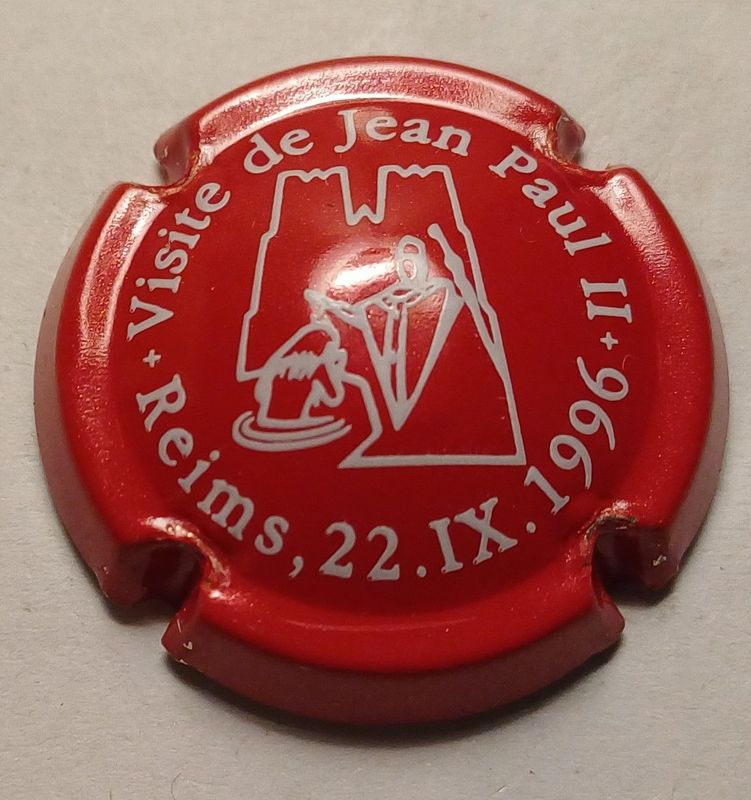 + Visite de Jean Paul II +
Reims, 22.IX.1996